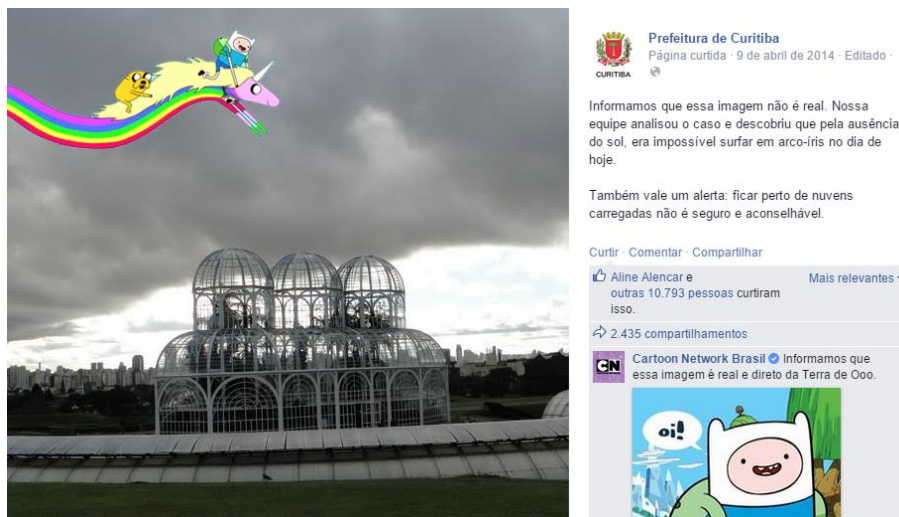 CURITIBA
Prefeitura de Curitiba
Página curtida · 9 de abril de 2014 · Editado ·
Informamos que essa imagem não é real. Nossa
equipe analisou o caso e descobriu que pela ausência
do sol, era impossível surfar em arco-íris no dia de
hoje.
Também vale um alerta: ficar perto de nuvens
carregadas não é seguro e aconselhável.
Curtir · Comentar · Compartilhar
Aline Alencar e
outras 10.793 pessoas curtiram
isso.
Mais relevantes
2.435 compartilhamentos
CN
Cartoon Network Brasil Informamos que
essa imagem é real e direto da Terra de Ooo.
oi!